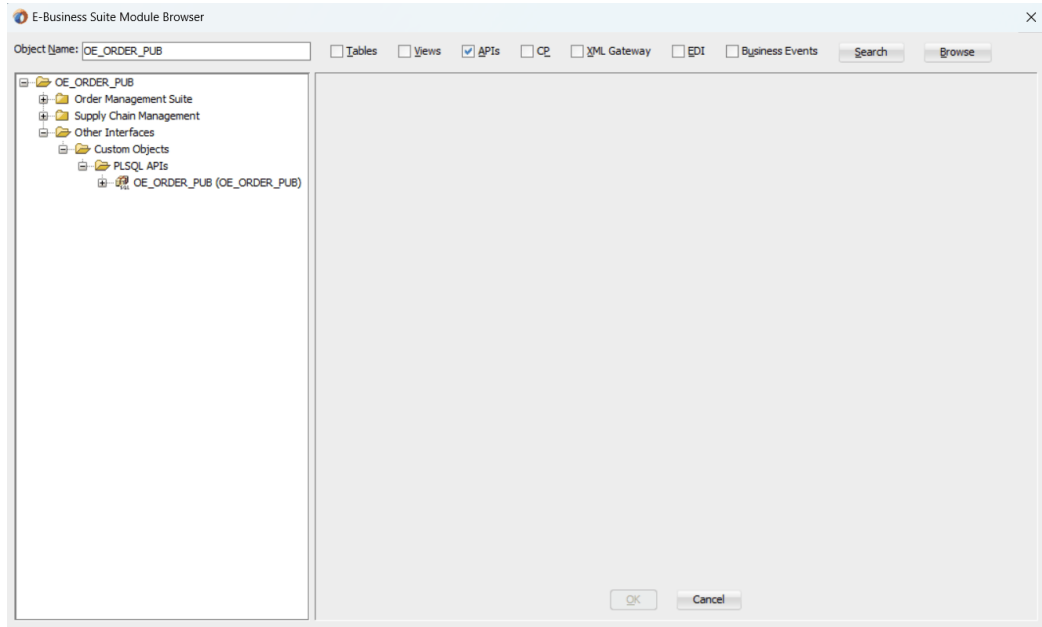 E-Business Suite Module Browser
Object Name: OE_ORDER_PUB Tables Views APIs CP XML Gateway EDI Business Events Search Browse
OE_ORDER_PUB
Order Management Suite
Supply Chain Management
Other Interfaces
Custom Objects
PLSQL APIs
OE_ORDER_PUB (OE_ORDER_PUB)
OK Cancel